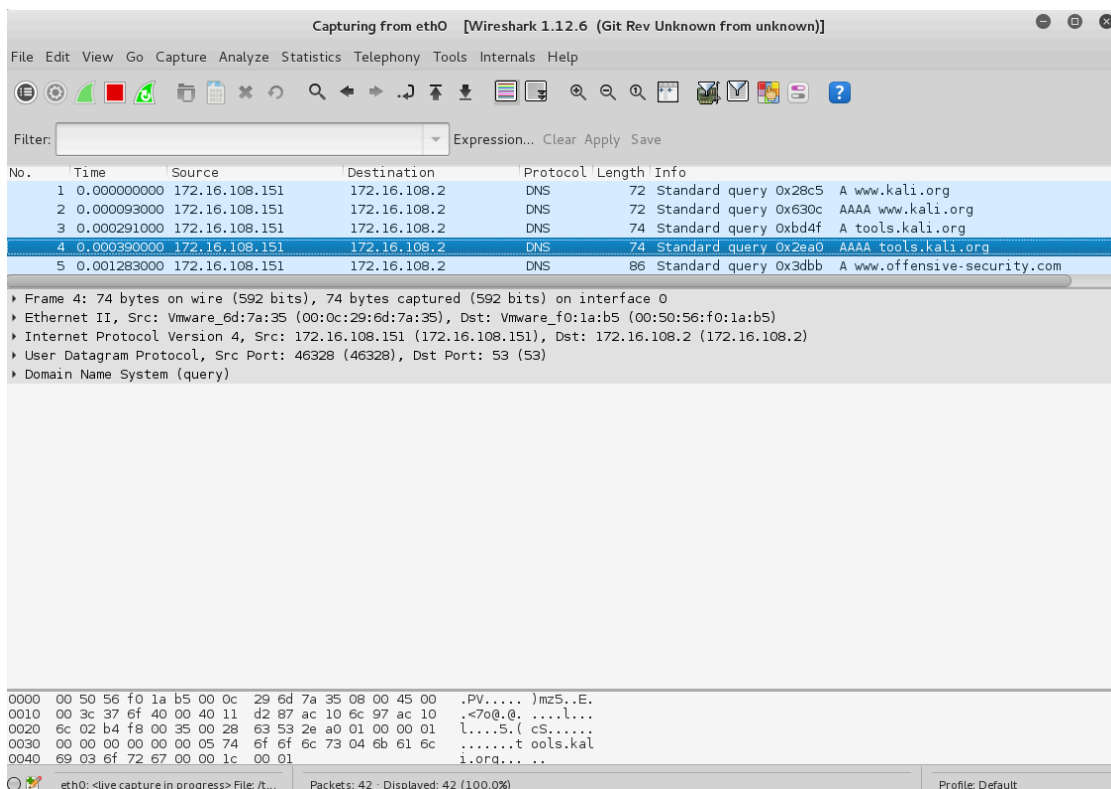 Capturing from eth0 [Wireshark 1.12.6 (Git Rev Unknown from unknown)]
File Edit View Go Capture Analyze Statistics Telephony Tools Internals Help
Filter: Expression... Clear Apply Save
No. Time Source Destination Protocol Length Info
1 0.000000000 172.16.108.151 172.16.108.2 DNS 72 Standard query 0x28c5 A www.kali.org
2 0.000093000 172.16.108.151 172.16.108.2 DNS 72 Standard query 0x630c AAAA www.kali.org
3 0.000291000 172.16.108.151 172.16.108.2 DNS 74 Standard query 0xbd4f A tools.kali.org
4 0.000390000 172.16.108.151 172.16.108.2 DNS 74 Standard query 0x2ea0 AAAA tools.kali.org
5 0.001283000 172.16.108.151 172.16.108.2 DNS 86 Standard query 0x3dbb A www.offensive-security.com
Frame 4: 74 bytes on wire (592 bits), 74 bytes captured (592 bits) on interface 0
Ethernet II, Src: Vmware_6d:7a:35 (00:0c:29:6d:7a:35), Dst: Vmware_f0:1a:b5 (00:50:56:f0:1a:b5)
Internet Protocol Version 4, Src: 172.16.108.151 (172.16.108.151), Dst: 172.16.108.2 (172.16.108.2)
User Datagram Protocol, Src Port: 46328 (46328), Dst Port: 53 (53)
Domain Name System (query)
0000 00 50 56 f0 1a b5 00 0c 29 6d 7a 35 08 00 45 00 .PV..... )mz5..E.
0010 00 3c 37 6f 40 00 40 11 d2 87 ac 10 6c 97 ac 10 .<7o@.@. ....l...
0020 6c 02 b4 f8 00 35 00 28 63 53 2e a0 01 00 00 01 l....5.( cS......
0030 00 00 00 00 00 00 05 74 6f 6f 6c 73 04 6b 61 6c .......t ools.kal
0040 69 03 6f 72 67 00 00 1c 00 01 i.org... ..
eth0: <live capture in progress> File: /t... Packets: 42 · Displayed: 42 (100.0%) Profile: Default